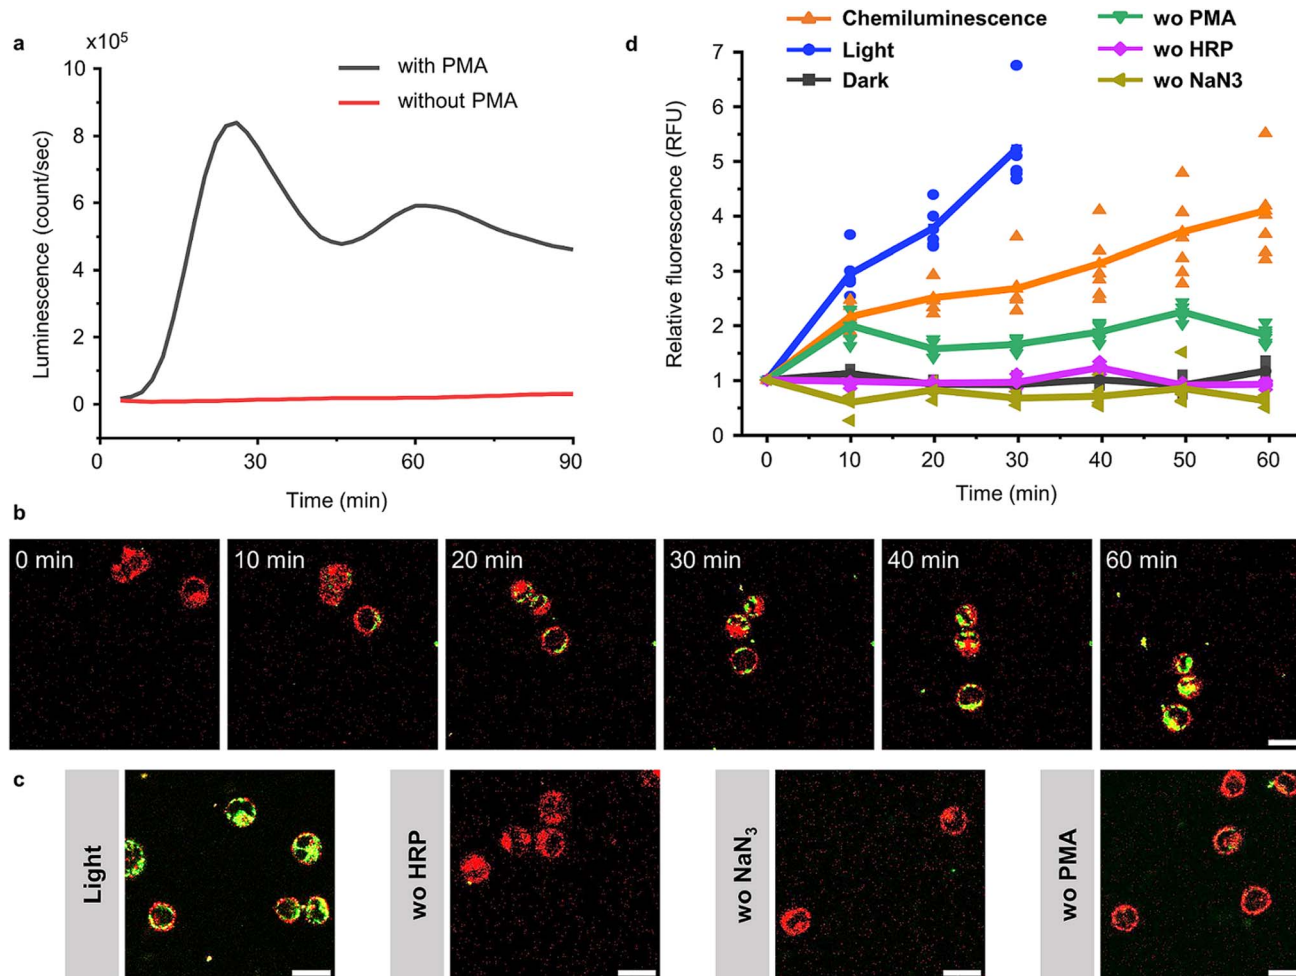 a
x10⁵
10
8
6
4
2
0
Luminescence (count/sec)
with PMA
without PMA
0
30
60
90
Time (min)
d
Chemiluminescence
Light
Dark
wo PMA
wo HRP
wo NaN3
7
6
5
4
3
2
1
0
Relative fluorescence (RFU)
0
10
20
30
40
50
60
Time (min)
b
0 min
10 min
20 min
30 min
40 min
60 min
c
Light
wo HRP
wo NaN₃
wo PMA